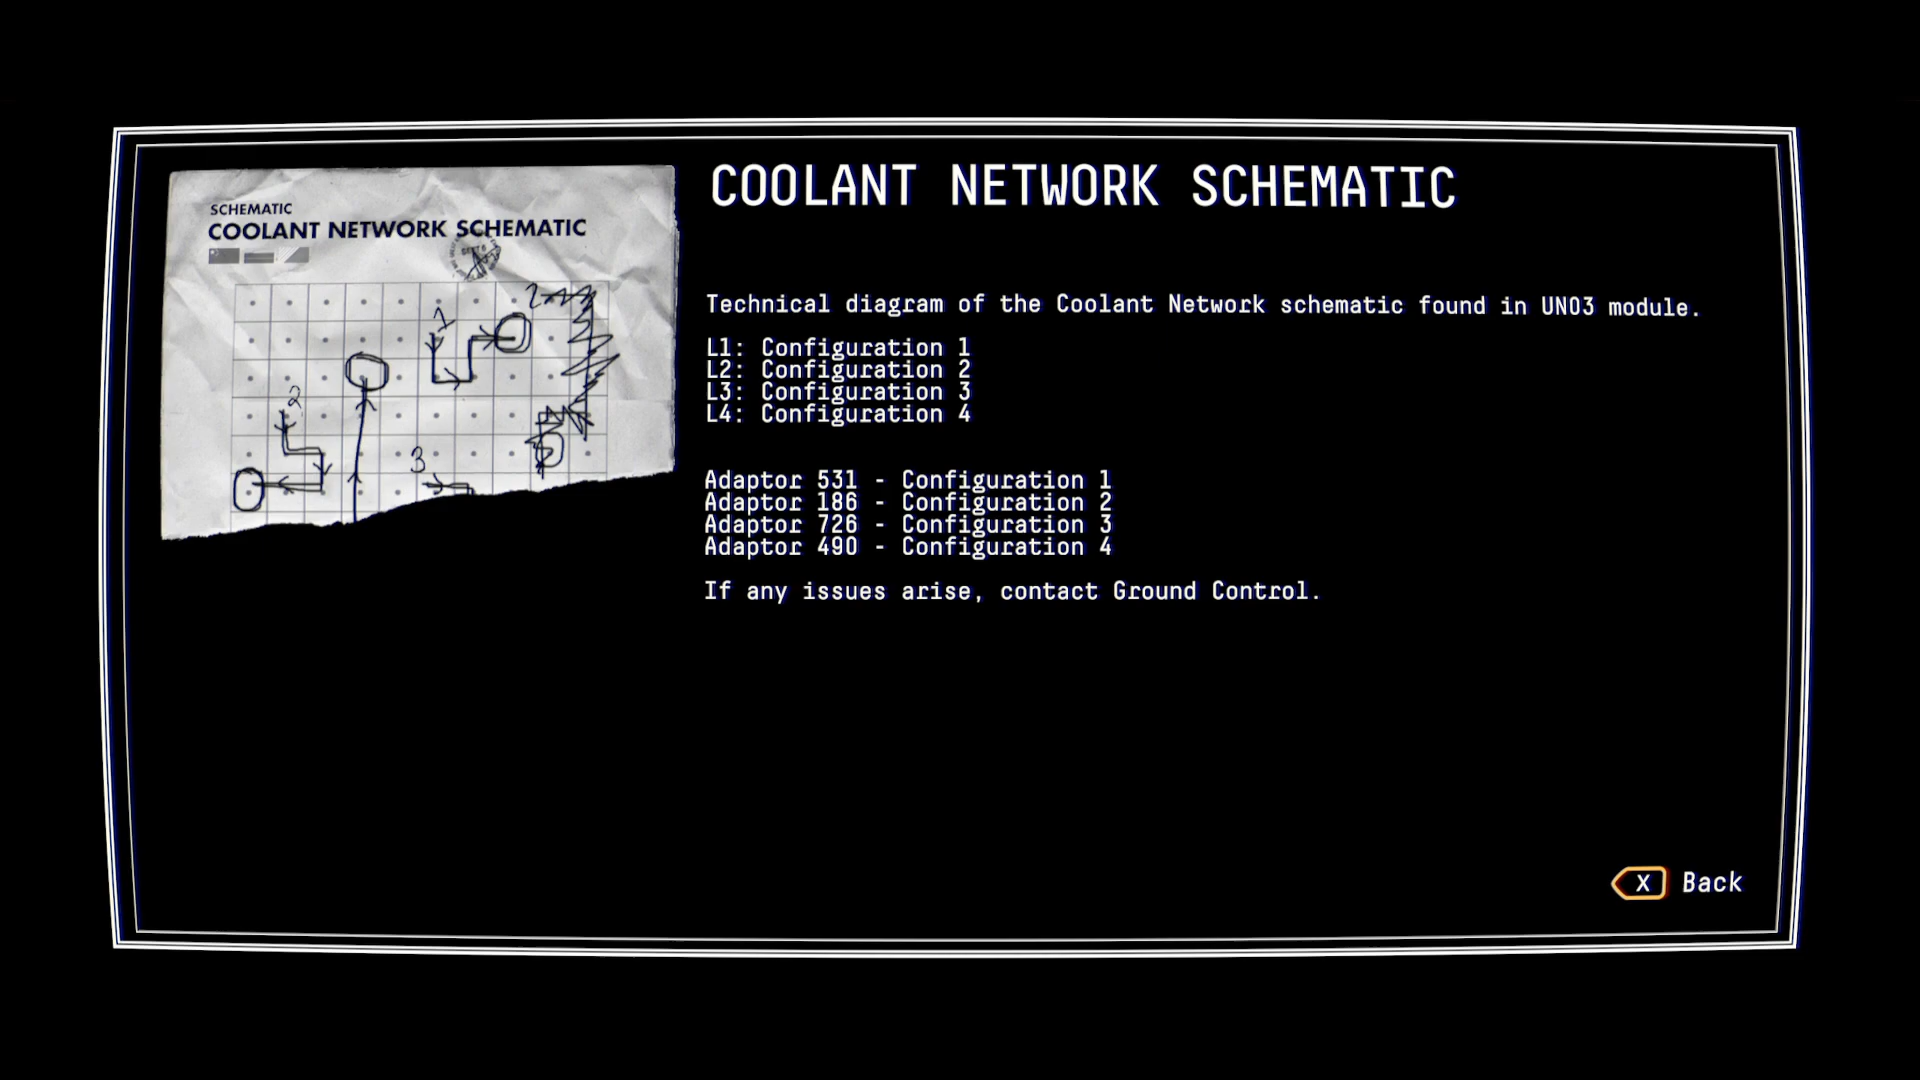 SCHEMATIC
COOLANT NETWORK SCHEMATIC
1
2
2
3
COOLANT NETWORK SCHEMATIC
Technical diagram of the Coolant Network schematic found in UNO3 module.
L1: Configuration 1
L2: Configuration 2
L3: Configuration 3
L4: Configuration 4
Adaptor 531 - Configuration 1
Adaptor 186 - Configuration 2
Adaptor 726 - Configuration 3
Adaptor 490 - Configuration 4
If any issues arise, contact Ground Control.
X Back